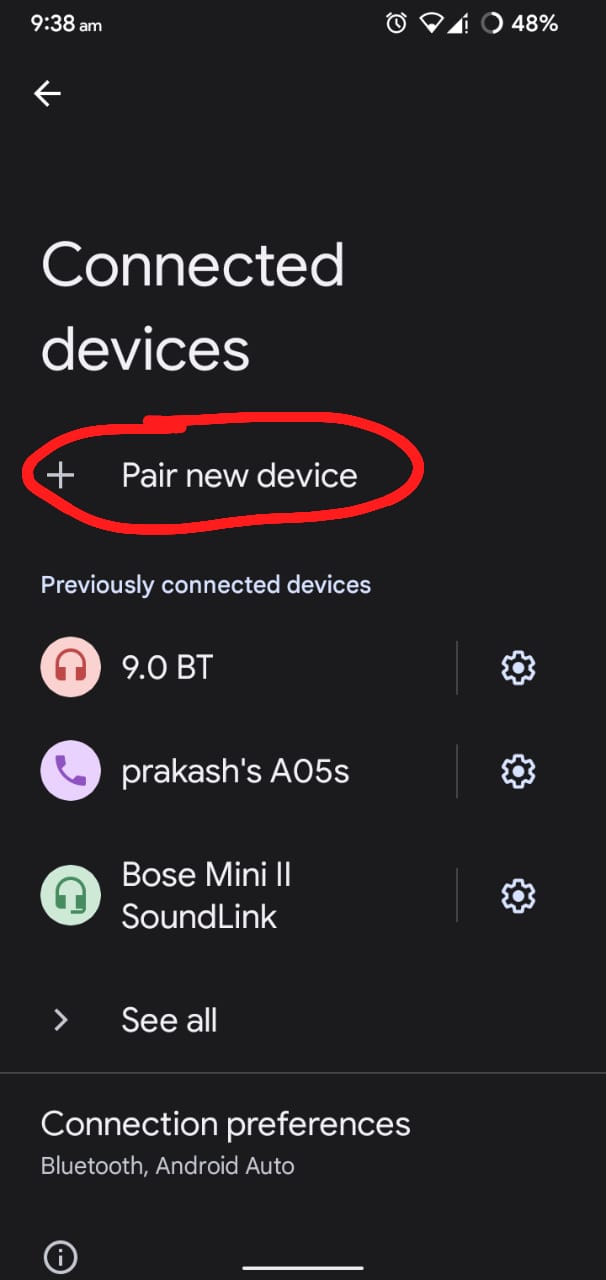 9:38 am 48%
Connected
devices
Pair new device
Previously connected devices
9.0 BT
prakash's A05s
Bose Mini II
SoundLink
See all
Connection preferences
Bluetooth, Android Auto